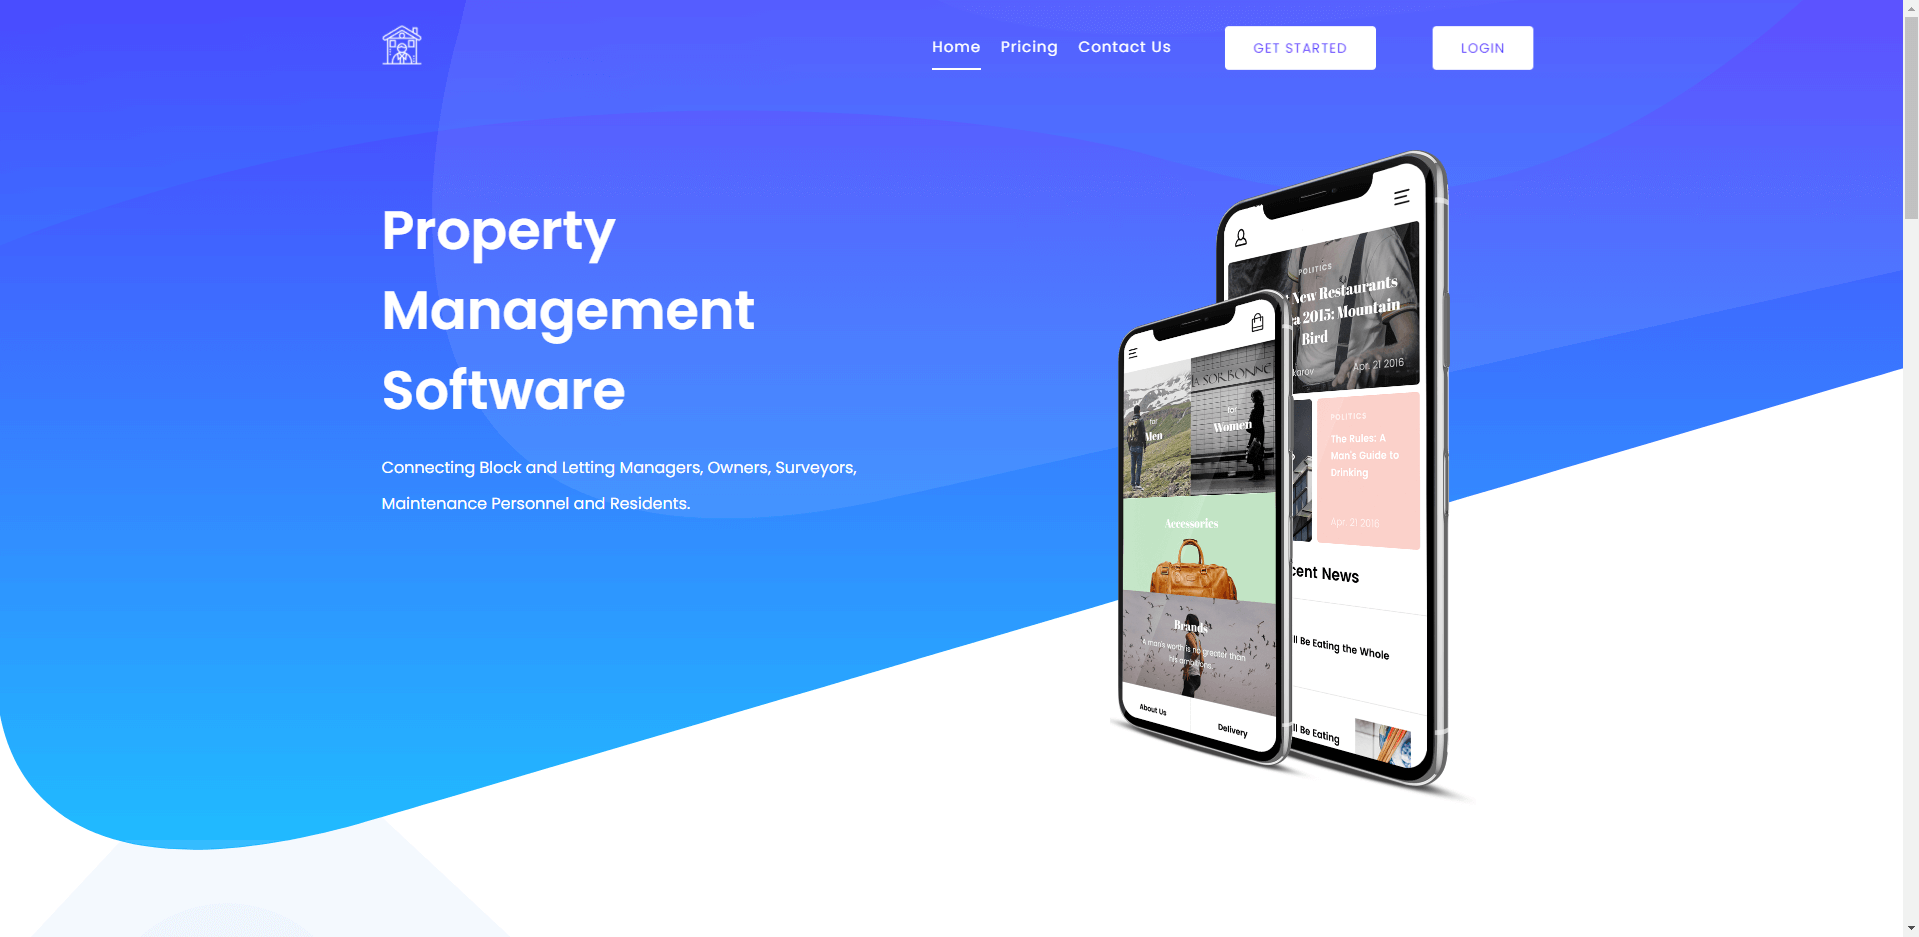 Home
Pricing
Contact Us
GET STARTED
LOGIN
Property
Management
Software
Connecting Block and Letting Managers, Owners, Surveyors,
Maintenance Personnel and Residents.
POLITICS
New Restaurants
2015: Mountain
Bird
Apr. 21 2016
POLITICS
The Rules: A
Man's Guide to
Drinking
Apr. 21 2016
News
Be Eating the Whole
Be Eating
for
Men
LA SORBONNE
for
Women
Accessories
Brands
A man's worth is no greater than
his ambitions.
About Us
Delivery